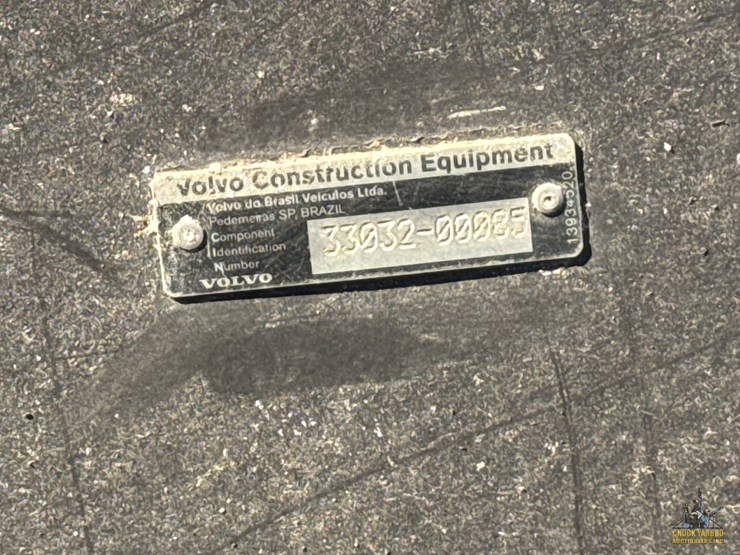 Volvo Construction Equipment
Volvo do Brasil Veiculos Ltda.
Pederneiras SP, BRAZIL
Component
Identification
Number
33032-00085
VOLVO